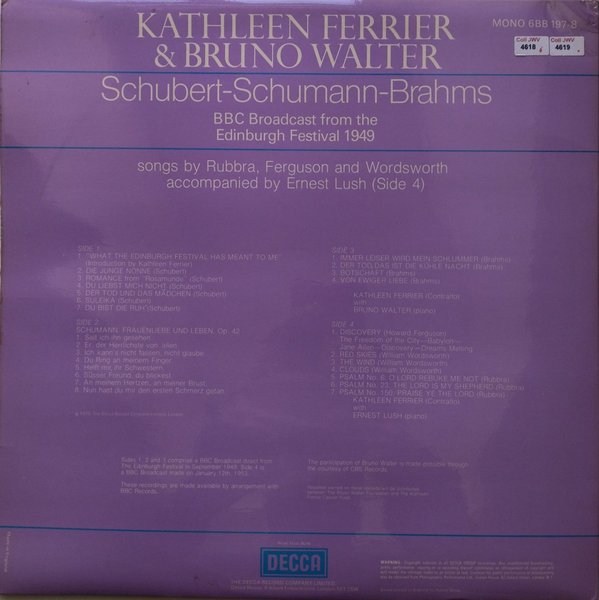 KATHLEEN FERRIER
& BRUNO WALTER
MONO 6BB 197-8
Coll JWV
4618
Coll JWV
4619
Schubert-Schumann-Brahms
BBC Broadcast from the
Edinburgh Festival 1949
songs by Rubbra, Ferguson and Wordsworth
accompanied by Ernest Lush (Side 4)
SIDE 1
1. "WHAT THE EDINBURGH FESTIVAL HAS MEANT TO ME"
(Introduction by Kathleen Ferrier)
2. DIE JUNGE NONNE (Schubert)
3. ROMANCE from "Rosamunde" (Schubert)
4. DU LIEBST MICH NICHT (Schubert)
5. DER TOD UND DAS MÄDCHEN (Schubert)
6. SULEIKA (Schubert)
7. DU BIST DIE RUH' (Schubert)
SIDE 2
SCHUMANN, FRAUENLIEBE UND LEBEN, Op. 42
1. Seit ich ihn gesehen
2. Er, der Herrlichste von allen
3. Ich kann's nicht fassen, nicht glaube
4. Du Ring an meinem Finger
5. Helft mir, ihr Schwestern
6. Süsser Freund, du blickest
7. An meinem Herzen, an meiner Brust
8. Nun hast du mir den ersten Schmerz getan
SIDE 3
1. IMMER LEISER WIRD MEIN SCHLUMMER (Brahms)
2. DER TOD, DAS IST DIE KÜHLE NACHT (Brahms)
3. BOTSCHAFT (Brahms)
4. VON EWIGER LIEBE (Brahms)
KATHLEEN FERRIER (Contralto)
with
BRUNO WALTER (piano)
SIDE 4
1. DISCOVERY (Howard Ferguson)
The Freedom of the City—Babylon—
Jane Allen—Discovery—Dreams Melting
2. RED SKIES (William Wordsworth)
3. THE WIND (William Wordsworth)
4. CLOUDS (William Wordsworth)
5. PSALM No. 6, O LORD REBUKE ME NOT (Rubbra)
6. PSALM No. 23, THE LORD IS MY SHEPHERD (Rubbra)
7. PSALM No. 150, PRAISE YE THE LORD (Rubbra)
KATHLEEN FERRIER (Contralto)
with
ERNEST LUSH (piano)
Sides 1, 2 and 3 comprise a BBC Broadcast direct from
The Edinburgh Festival in September 1949. Side 4 is
a BBC Broadcast made on January 12th, 1953.
These recordings are made available by arrangement with
BBC Records.
The participation of Bruno Walter is made possible through
the courtesy of CBS Records.
DECCA
THE DECCA RECORD COMPANY LIMITED
WARNING: